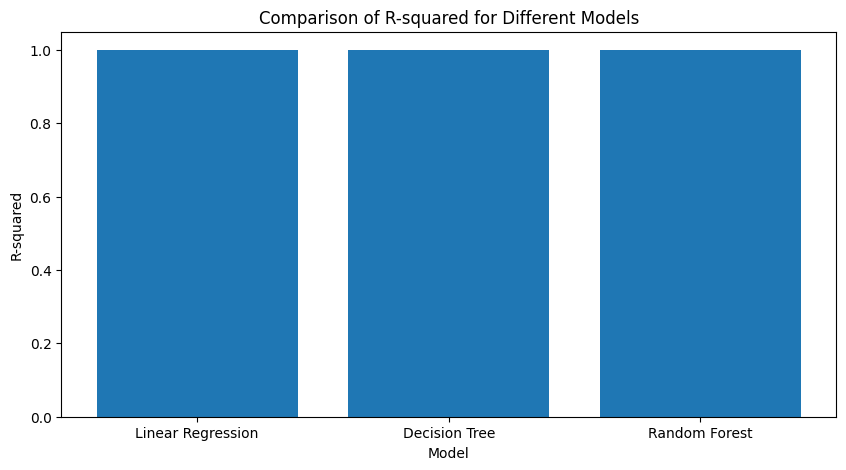 Comparison of R-squared for Different Models
1.0
0.8
0.6
0.4
0.2
0.0
R-squared
Linear Regression
Decision Tree
Random Forest
Model